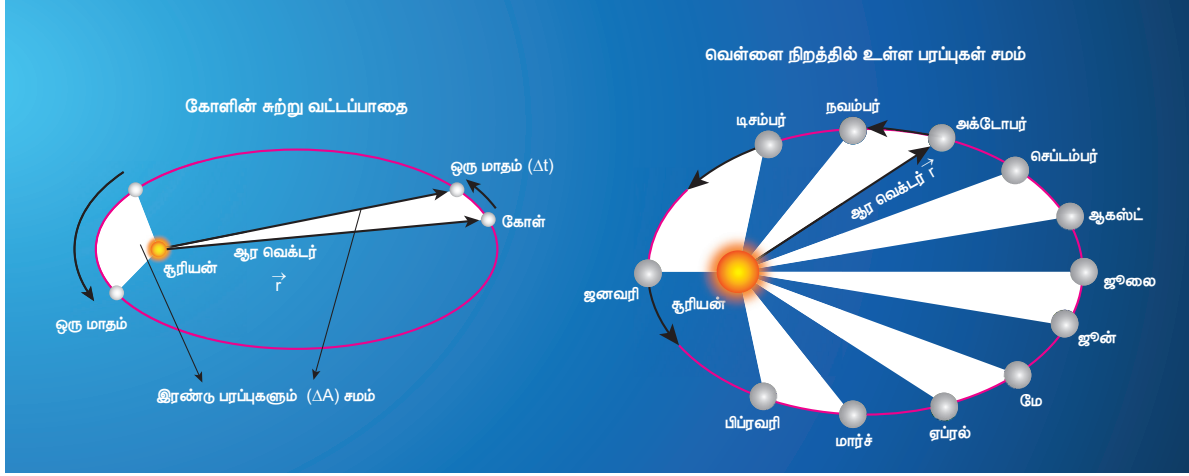 கோளின் சுற்று வட்டப்பாதை
ஒரு மாதம் (Δt)
கோள்
ஆர வெக்டர்
r
சூரியன்
ஒரு மாதம்
இரண்டு பரப்புகளும் (ΔA) சமம்
வெள்ளை நிறத்தில் உள்ள பரப்புகள் சமம்
நவம்பர்
டிசம்பர்
அக்டோபர்
செப்டம்பர்
ஆர வெக்டர் r
ஆகஸ்ட்
ஜூலை
ஜனவரி
சூரியன்
ஜூன்
மே
பிப்ரவரி
மார்ச்
ஏப்ரல்